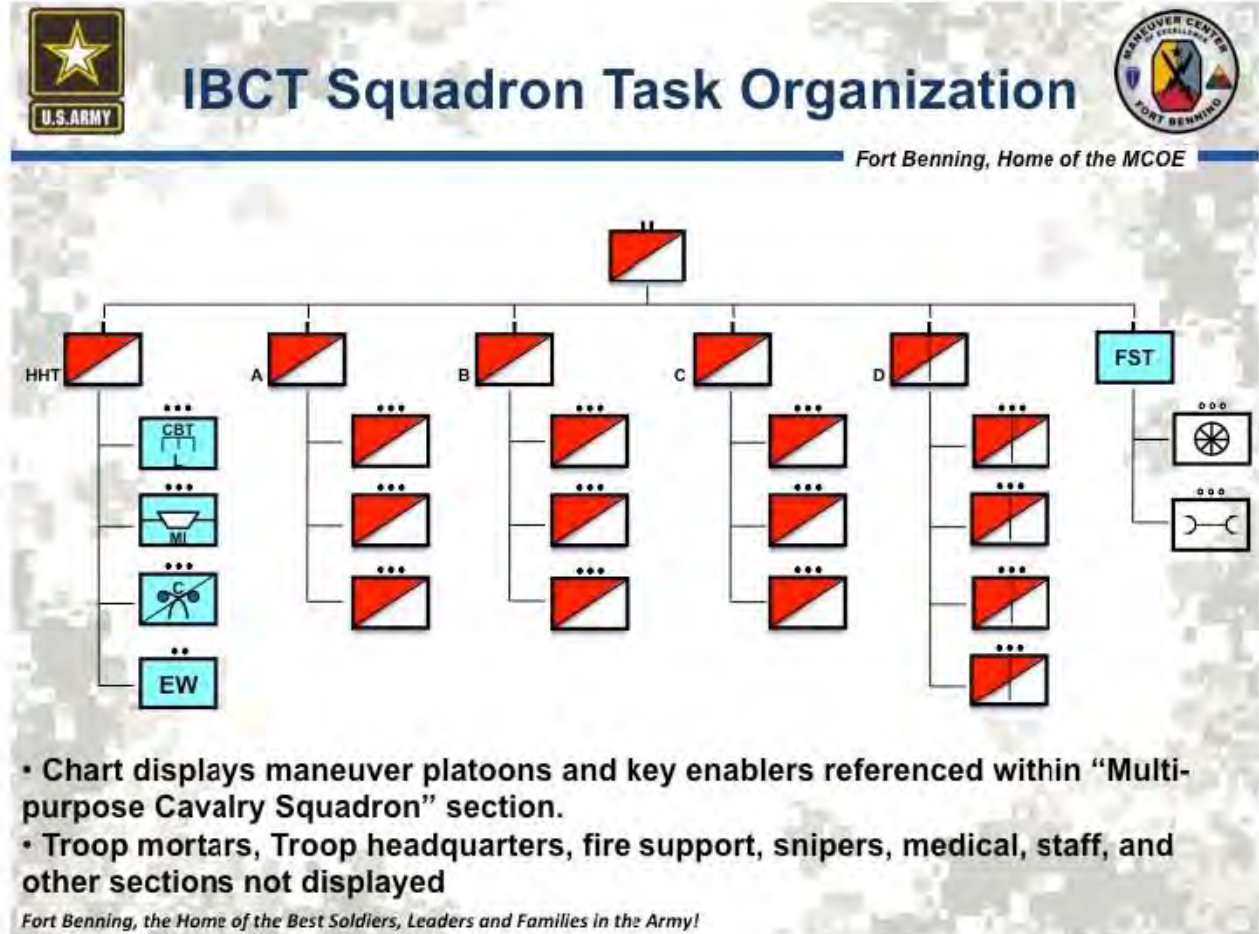 U.S.ARMY
IBCT Squadron Task Organization
MANEUVER CENTER
OF EXCELLENCE
FORT BENNING
Fort Benning, Home of the MCOE
HHT
A
B
C
D
FST
CBT
MI
C
EW
• Chart displays maneuver platoons and key enablers referenced within “Multi-
purpose Cavalry Squadron” section.
• Troop mortars, Troop headquarters, fire support, snipers, medical, staff, and
other sections not displayed
Fort Benning, the Home of the Best Soldiers, Leaders and Families in the Army!